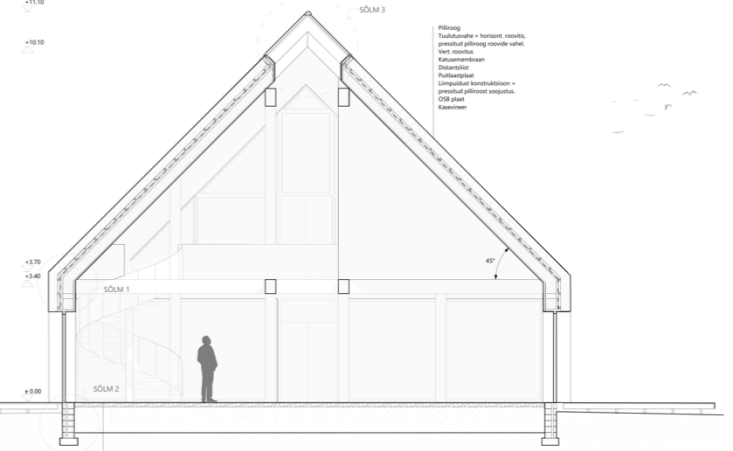 +11.10
SÕLM 3
+10.10
Pilliroog
Tuulutusvahe + horisont. roovitis,
pressitud pilliroog roovide vahel.
Vert. roovitus
Katusemembraan
Distantsliist
Puitlaastplaat
Liimpuidust konstruktsioon +
pressitud pilliroost soojustus.
OSB plaat
Kasevineer
+3.70
+3.40
45°
SÕLM 1
± 0.00
SÕLM 2